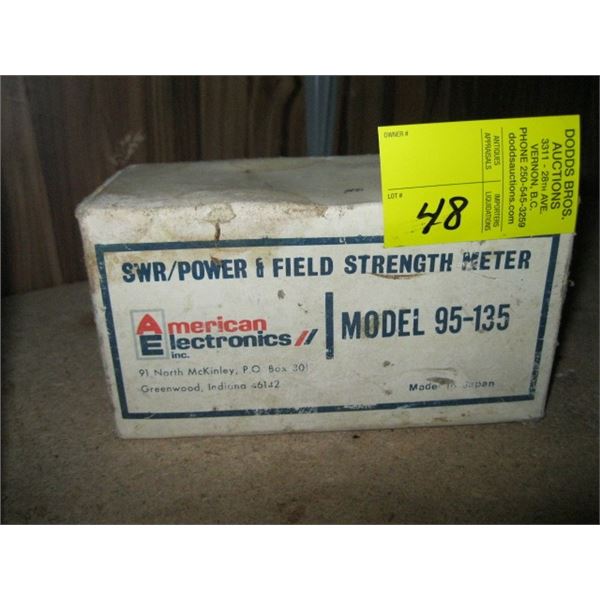 DODDS BROS.
AUCTIONS
3311 - 28TH AVE.
VERNON, B.C.
PHONE 250-545-3259
doddsauctions.com
IMPORTERS
LIQUIDATIONS
ANTIQUES
APPRAISALS
OWNER #
LOT #
48
SWR/POWER & FIELD STRENGTH METER
American
Electronics
inc.
MODEL 95-135
91 North McKinley, P.O. Box 301
Greenwood, Indiana 46142
Made in Japan